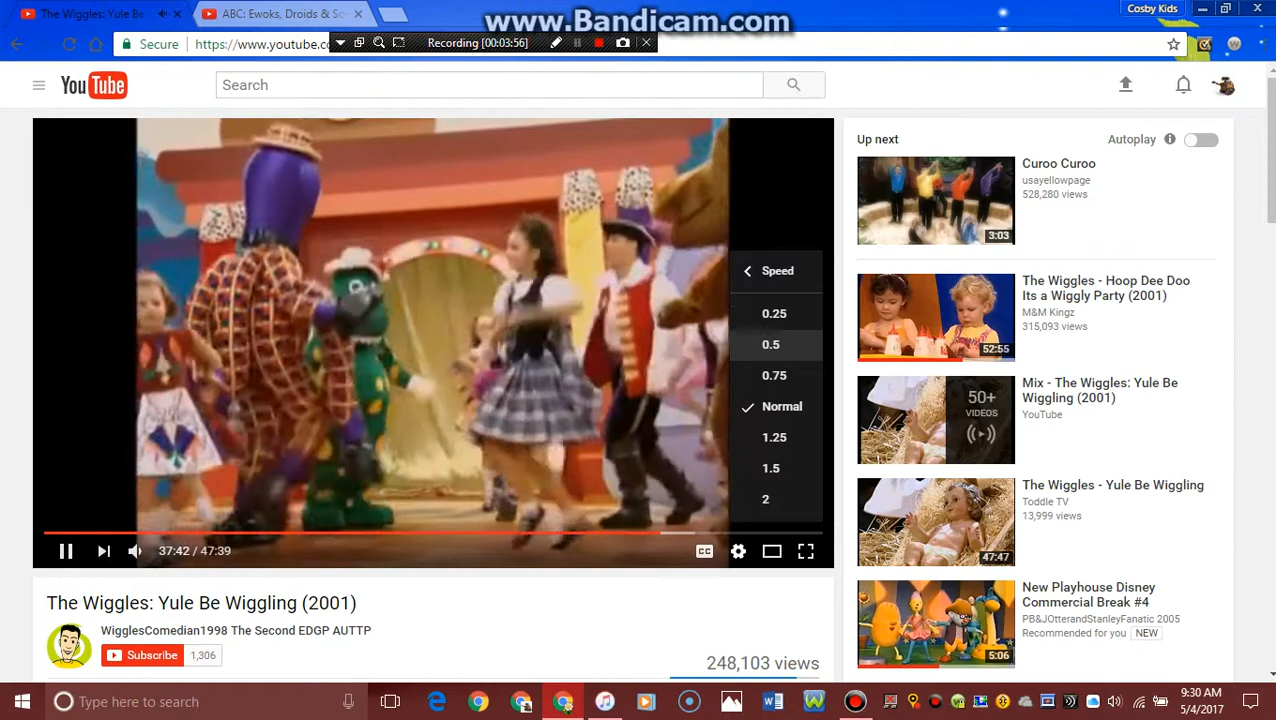 The Wiggles: Yule Be
ABC: Ewoks, Droids & Sc
www.Bandicam.com
Cosby Kids
Secure
https://www.youtube.co
Recording [00:03:56]
YouTube
Search
Speed
0.25
0.5
0.75
Normal
1.25
1.5
2
37:42 / 47:39
CC
The Wiggles: Yule Be Wiggling (2001)
WigglesComedian1998 The Second EDGP AUTTP
Subscribe
1,306
248,103 views
Up next
Autoplay
Curoo Curoo
usayellowpage
528,280 views
3:03
The Wiggles - Hoop Dee Doo
Its a Wiggly Party (2001)
M&M Kingz
315,093 views
52:55
Mix - The Wiggles: Yule Be
Wiggling (2001)
YouTube
50+
VIDEOS
The Wiggles - Yule Be Wiggling
Toddle TV
13,999 views
47:47
New Playhouse Disney
Commercial Break #4
PB&JOtterandStanleyFanatic 2005
Recommended for you NEW
5:06
Type here to search
9:30 AM
5/4/2017